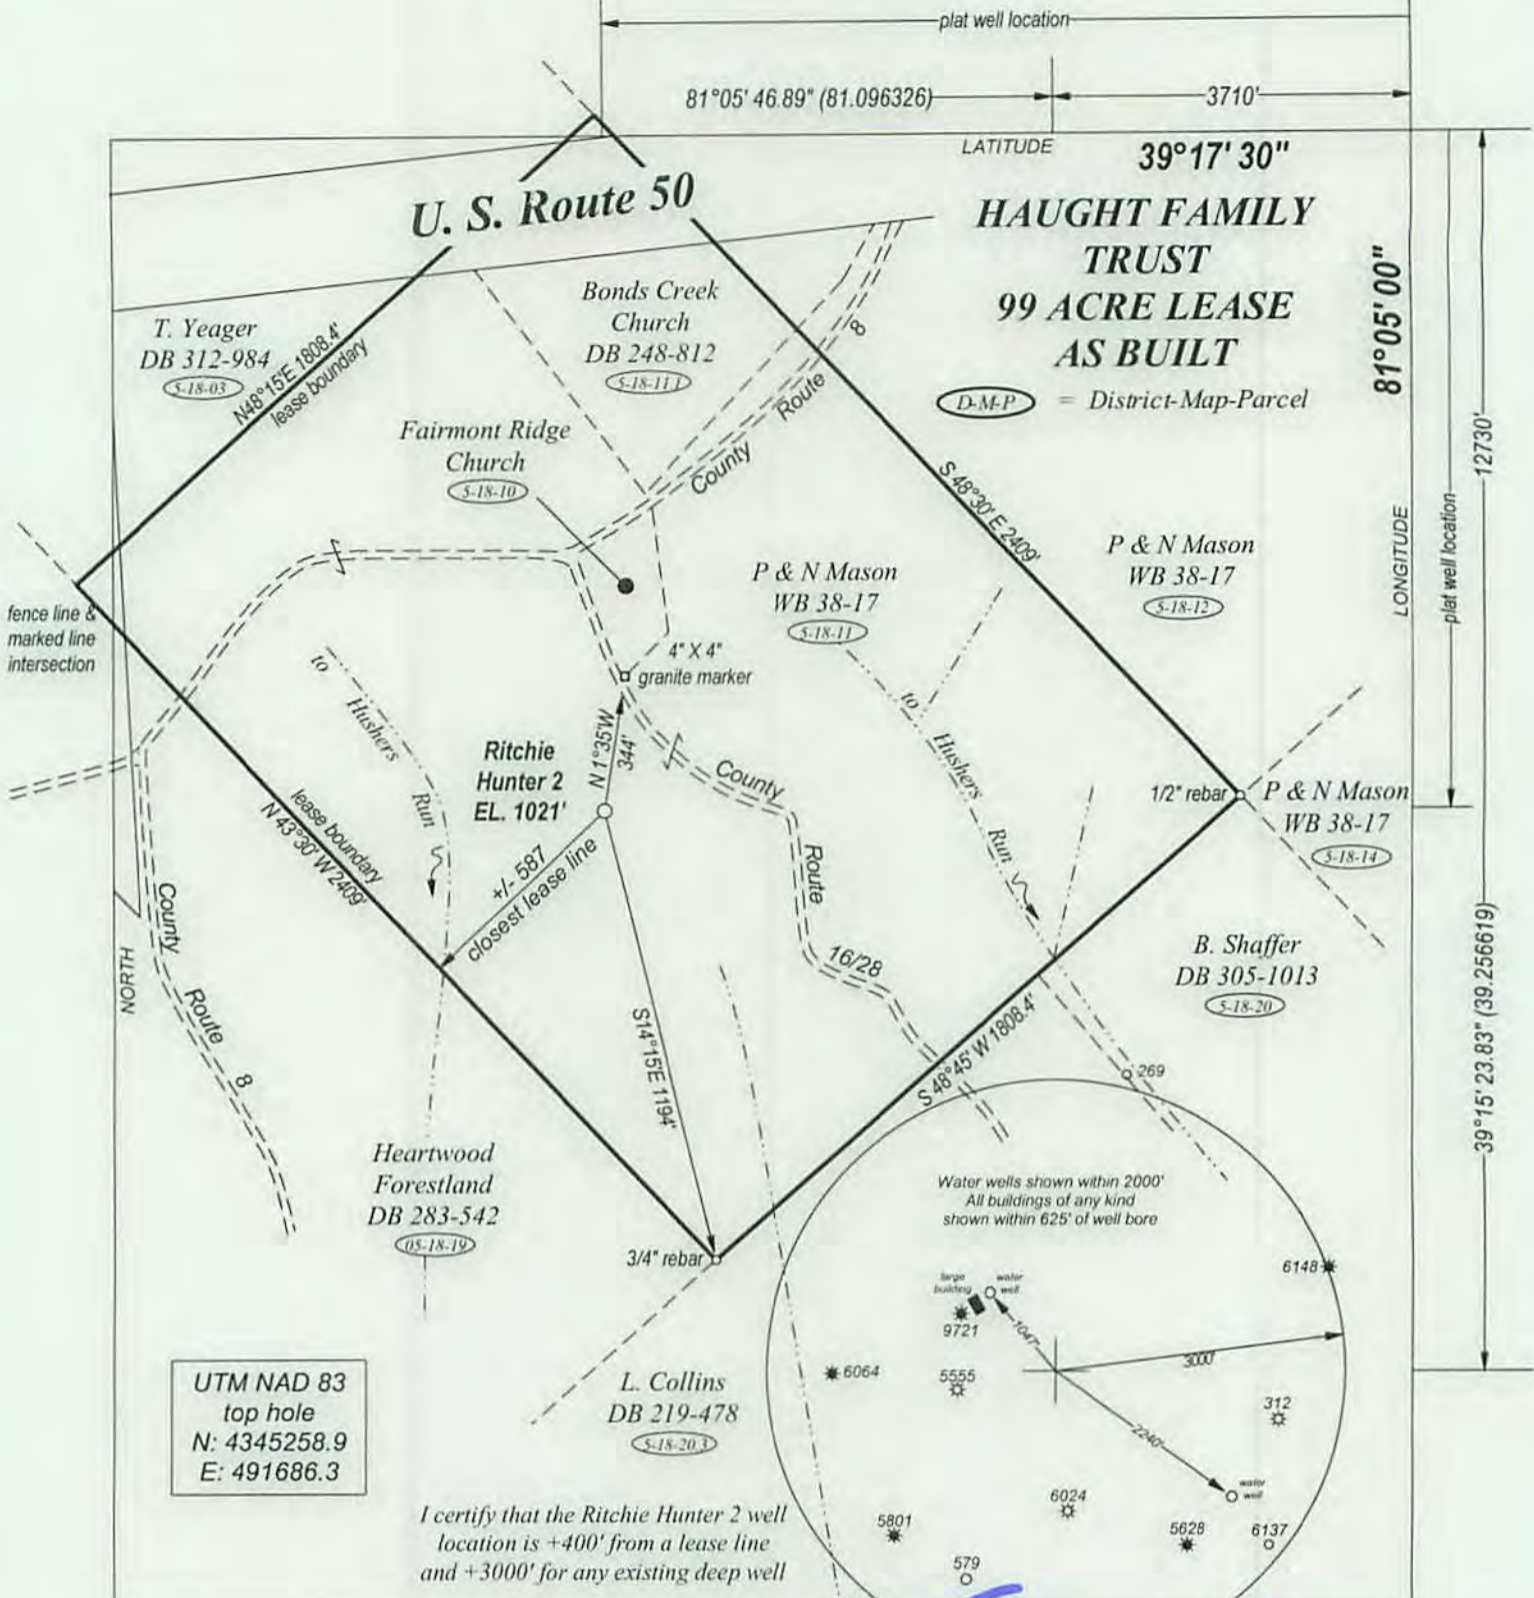 plat well location
81°05' 46.89" (81.096326)
3710'
LATITUDE
39°17' 30"
U. S. Route 50
HAUGHT FAMILY
TRUST
99 ACRE LEASE
AS BUILT
D-M-P = District-Map-Parcel
81°05' 00"
LONGITUDE
plat well location
12730'
39°15' 23.83" (39.256619)
T. Yeager
DB 312-984
5-18-03
N48°15'E 1808.4'
lease boundary
Bonds Creek
Church
DB 248-812
5-18-11.1
Fairmont Ridge
Church
5-18-10
County
Route
8
S 48°30' E 2409'
P & N Mason
WB 38-17
5-18-11
P & N Mason
WB 38-17
5-18-12
fence line &
marked line
intersection
4" X 4"
granite marker
to
Hushers
Run
N 1°35'W
344'
Ritchie
Hunter 2
EL. 1021'
to
Hushers
Run
County
Route
16/28
1/2" rebar
P & N Mason
WB 38-17
5-18-14
lease boundary
N 43°30' W 2409'
+/- 587
closest lease line
S14°15'E 1194'
NORTH
County
Route
8
B. Shaffer
DB 305-1013
5-18-20
S 48°45' W 1808.4'
269
Heartwood
Forestland
DB 283-542
05-18-19
3/4" rebar
Water wells shown within 2000'
All buildings of any kind
shown within 625' of well bore
6148
large
building
water
well
9721
1047'
3000'
6064
5555
312
2240'
water
well
6024
5801
5628
6137
579
L. Collins
DB 219-478
5-18-20.3
UTM NAD 83
top hole
N: 4345258.9
E: 491686.3
I certify that the Ritchie Hunter 2 well
location is +400' from a lease line
and +3000' for any existing deep well